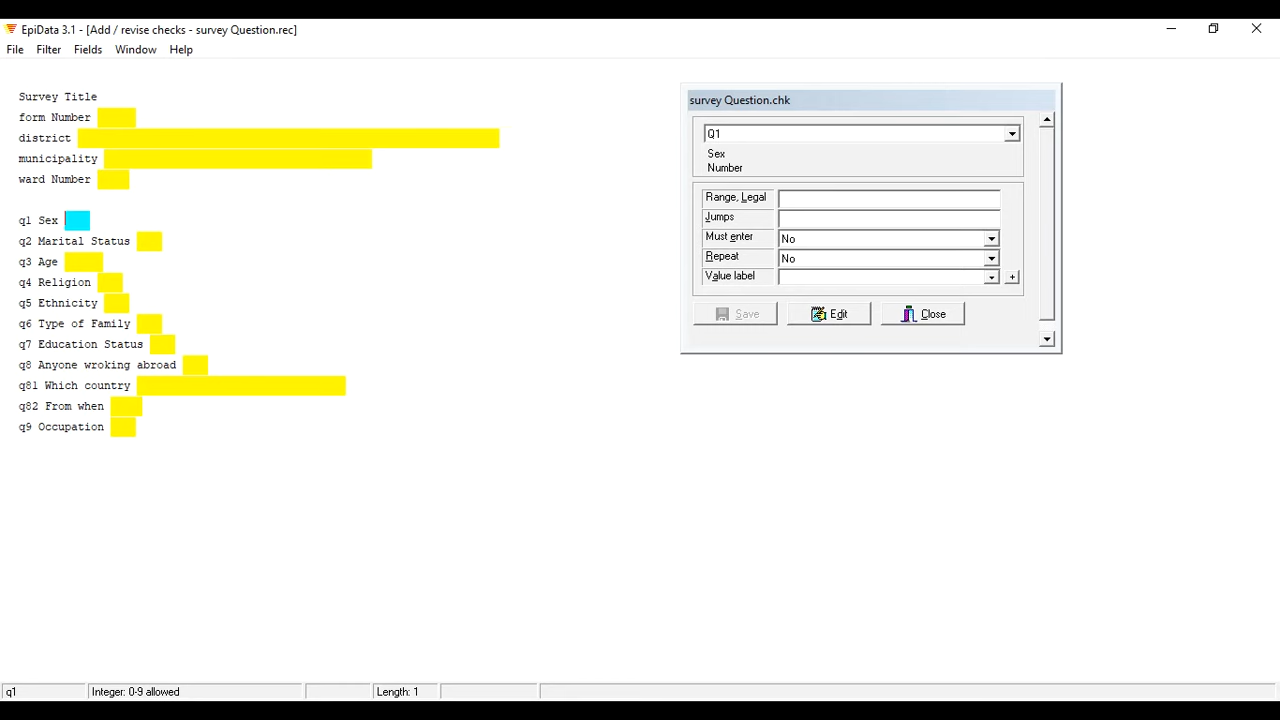 EpiData 3.1 - [Add / revise checks - survey Question.rec]
File Filter Fields Window Help
Survey Title
form Number
district
municipality
ward Number
q1 Sex
q2 Marital Status
q3 Age
q4 Religion
q5 Ethnicity
q6 Type of Family
q7 Education Status
q8 Anyone wroking abroad
q81 Which country
q82 From when
q9 Occupation
survey Question.chk
Q1
Sex
Number
Range, Legal
Jumps
Must enter No
Repeat No
Value label +
Save Edit Close
q1 Integer: 0-9 allowed Length: 1